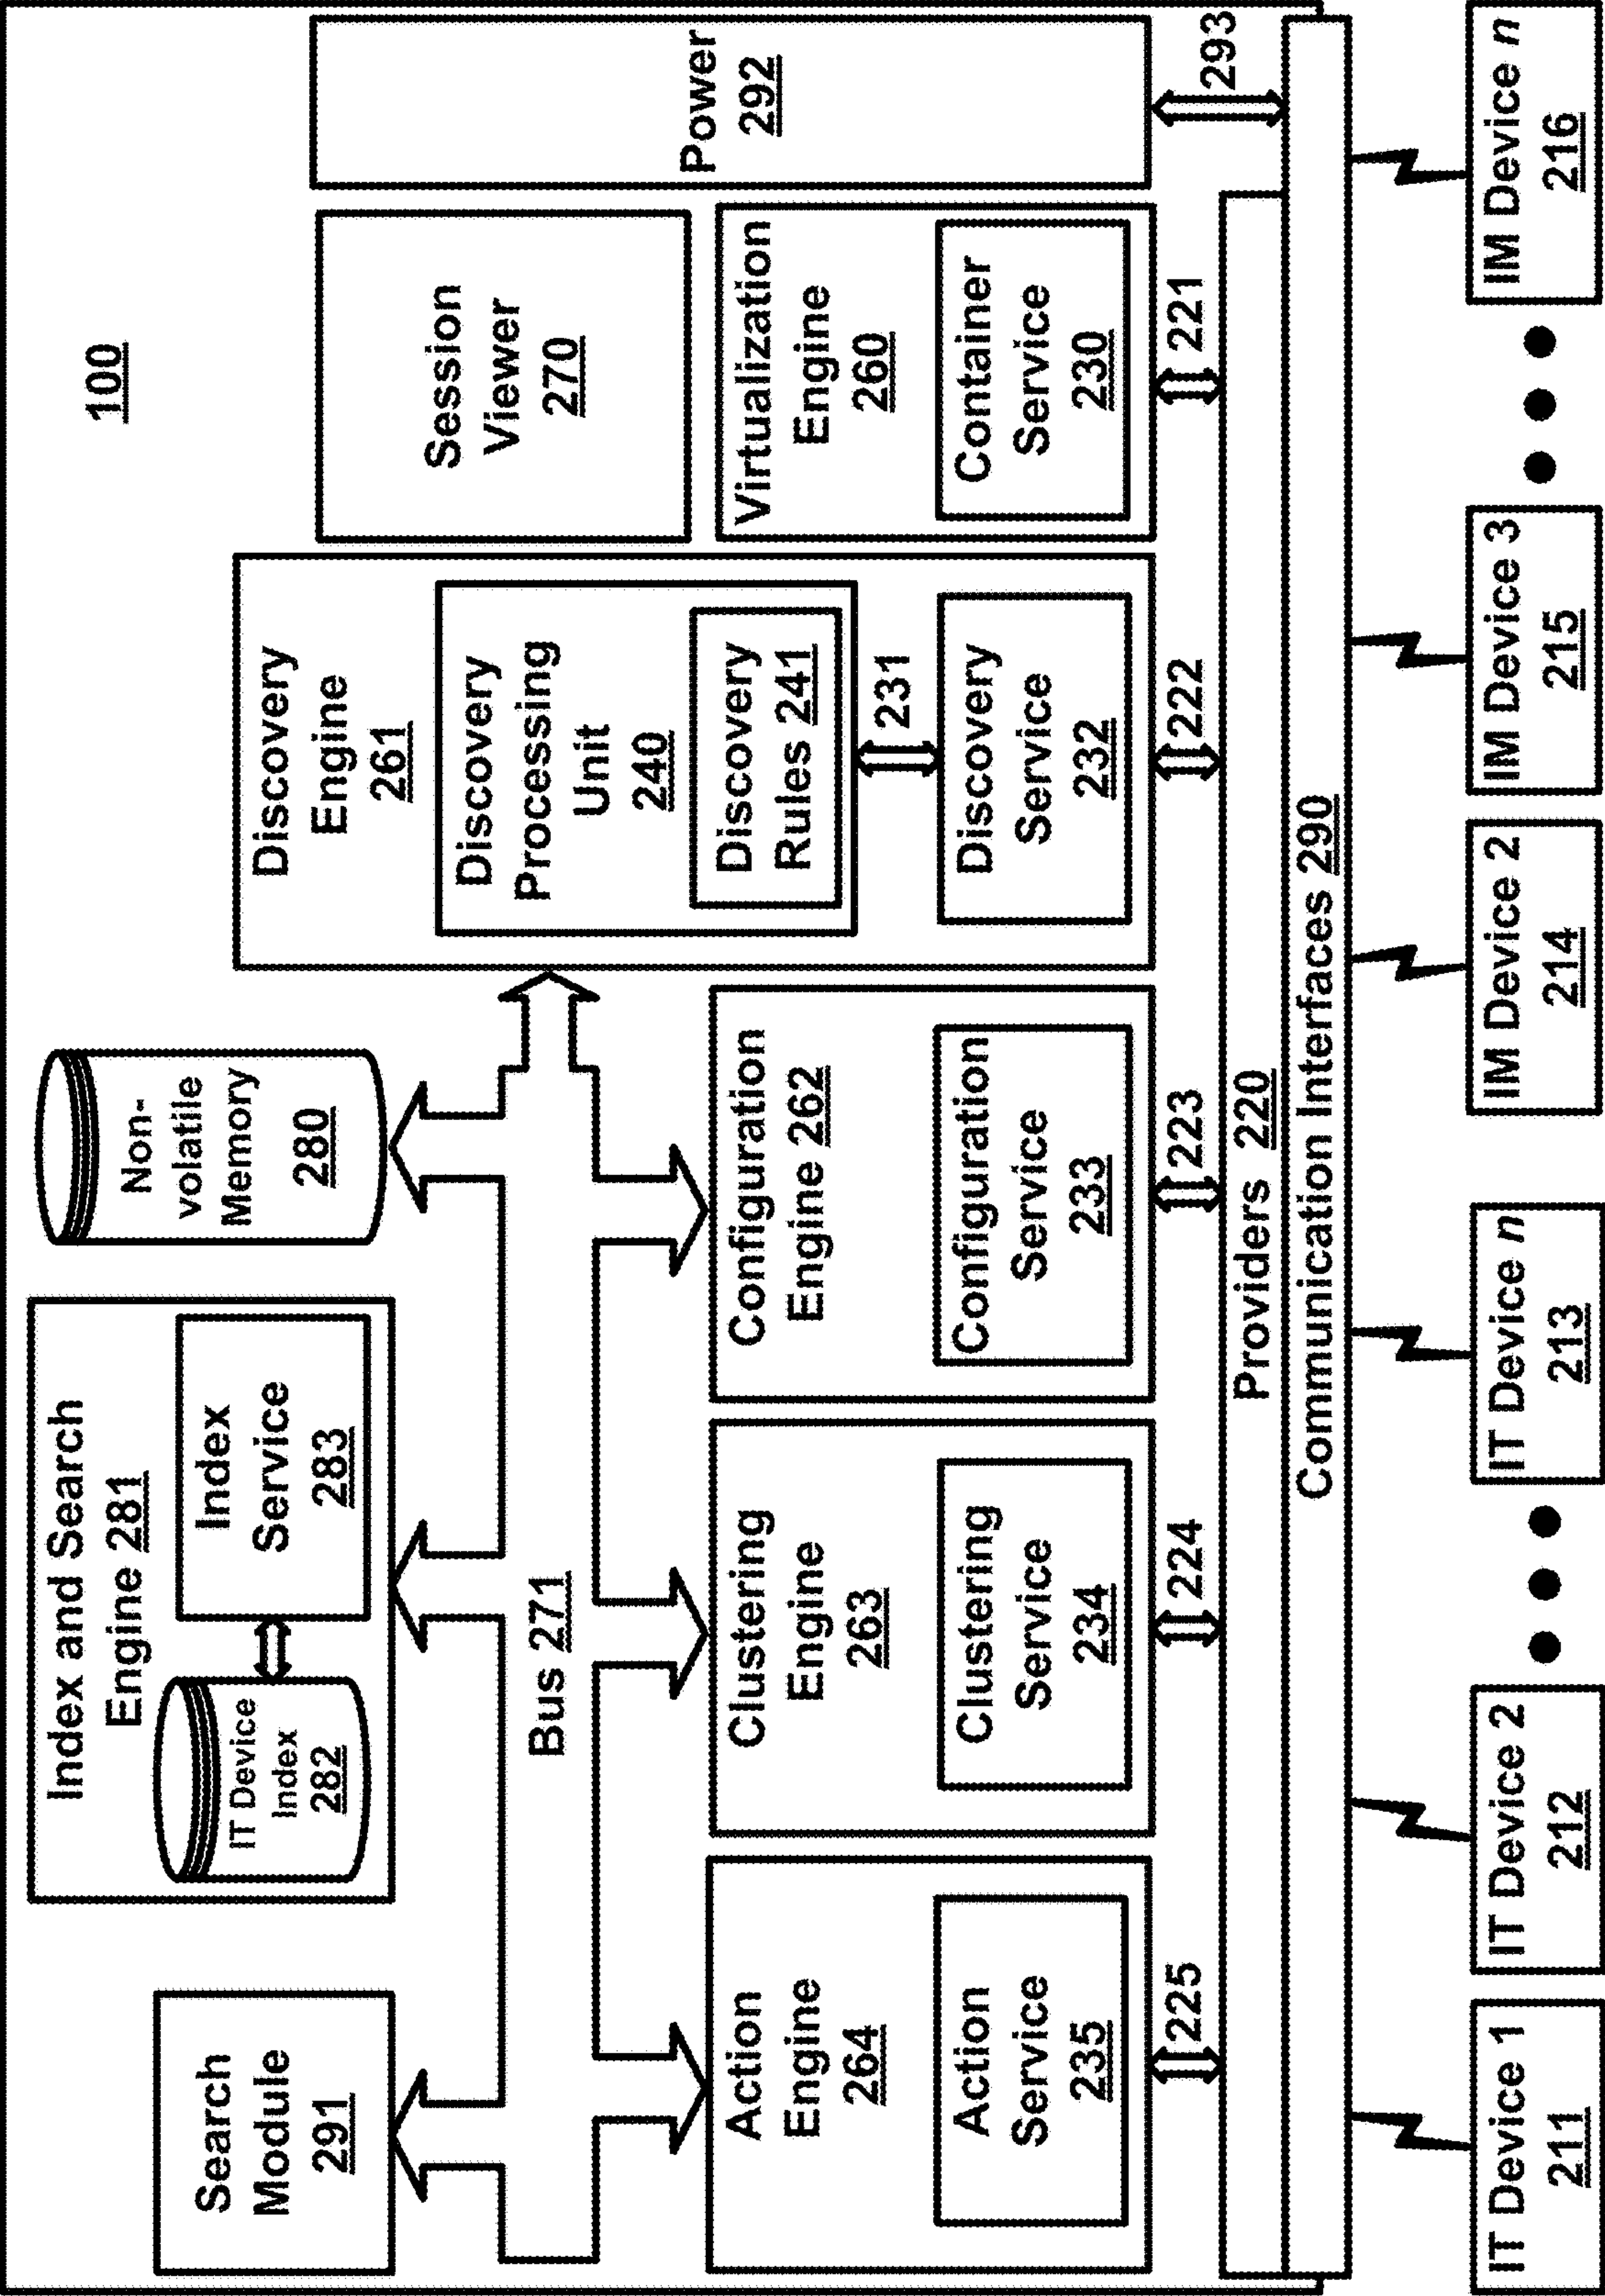 100
Search
Module
291
Index and Search
Engine 281
IT Device
Index
282
Index
Service
283
Non-
volatile
Memory
280
Bus 271
Discovery
Engine
261
Discovery
Processing
Unit
240
Discovery
Rules 241
231
Discovery
Service
232
Session
Viewer
270
Power
292
Action
Engine
264
Action
Service
235
Clustering
Engine
263
Clustering
Service
234
Configuration
Engine 262
Configuration
Service
233
Virtualization
Engine
260
Container
Service
230
225
224
223
222
221
293
Providers 220
Communication Interfaces 290
IT Device 1
211
IT Device 2
212
IT Device n
213
IM Device 2
214
IM Device 3
215
IM Device n
216